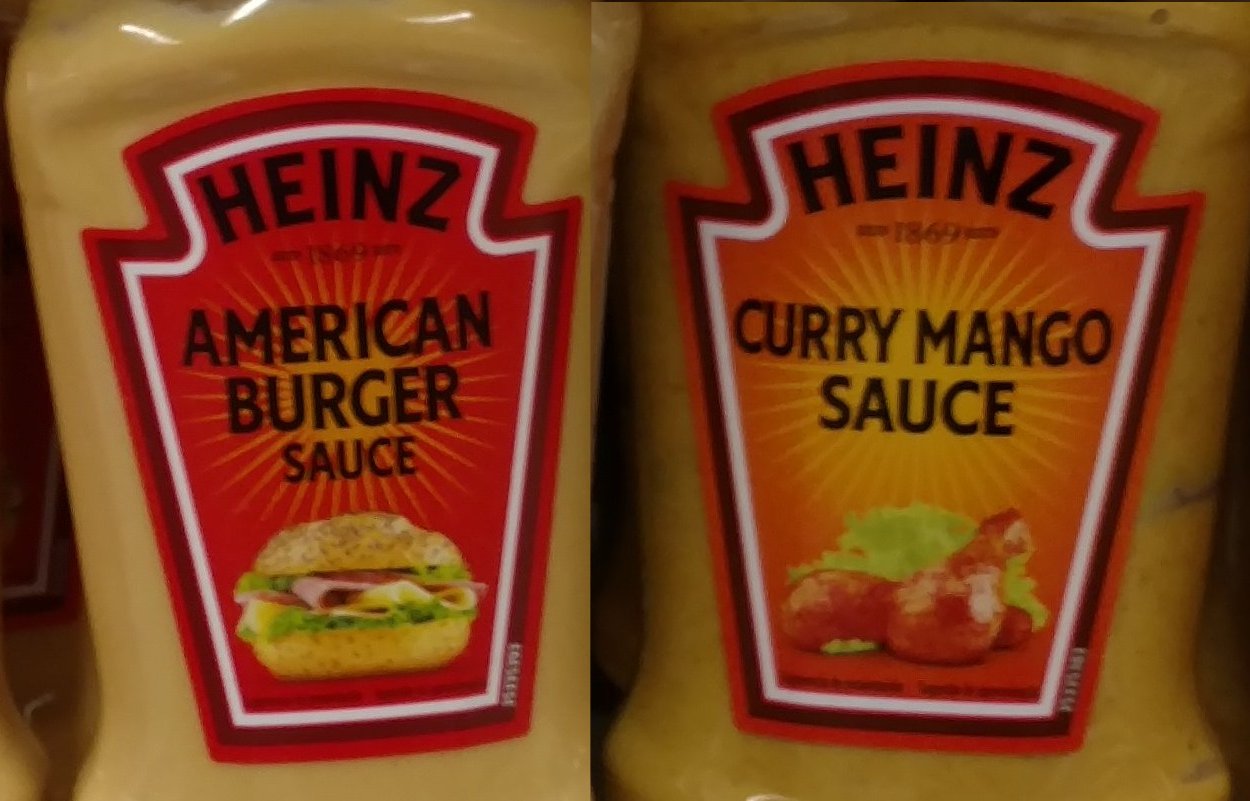 HEINZ
1869
AMERICAN
BURGER
SAUCE
HEINZ
1869
CURRY MANGO
SAUCE